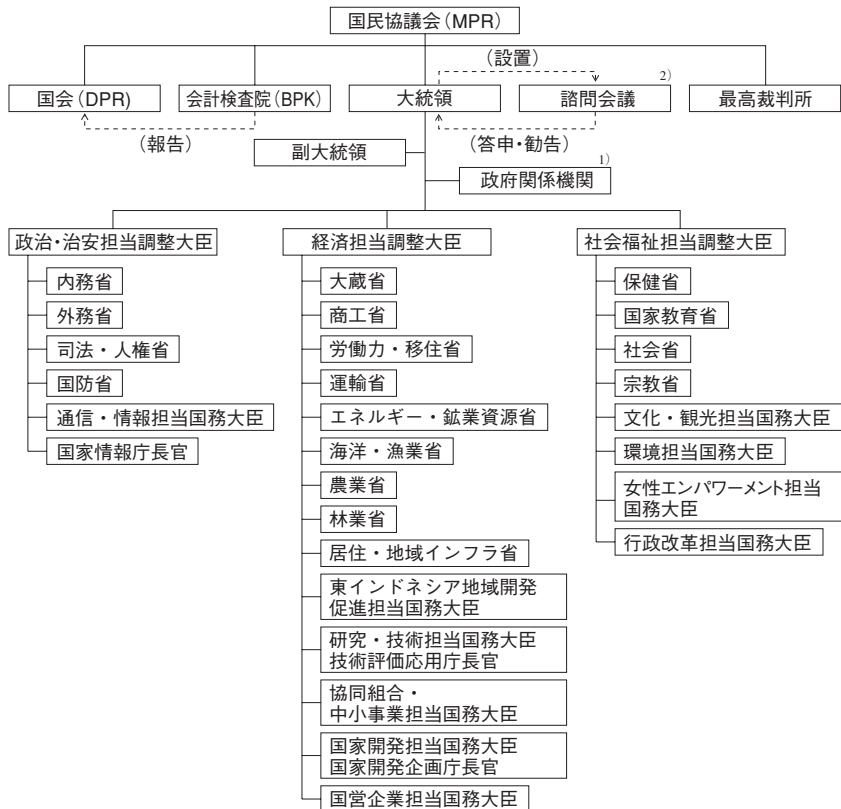 国民協議会(MPR)
(設置)
国会(DPR)
会計検査院(BPK)
大統領
2)
諮問会議
最高裁判所
(報告)
(答申・勧告)
副大統領
1)
政府関係機関
政治・治安担当調整大臣
内務省
外務省
司法・人権省
国防省
通信・情報担当国務大臣
国家情報庁長官
経済担当調整大臣
大蔵省
商工省
労働力・移住省
運輸省
エネルギー・鉱業資源省
海洋・漁業省
農業省
林業省
居住・地域インフラ省
東インドネシア地域開発
促進担当国務大臣
研究・技術担当国務大臣
技術評価応用庁長官
協同組合・
中小事業担当国務大臣
国家開発担当国務大臣
国家開発企画庁長官
国営企業担当国務大臣
社会福祉担当調整大臣
保健省
国家教育省
社会省
宗教省
文化・観光担当国務大臣
環境担当国務大臣
女性エンパワーメント担当
国務大臣
行政改革担当国務大臣